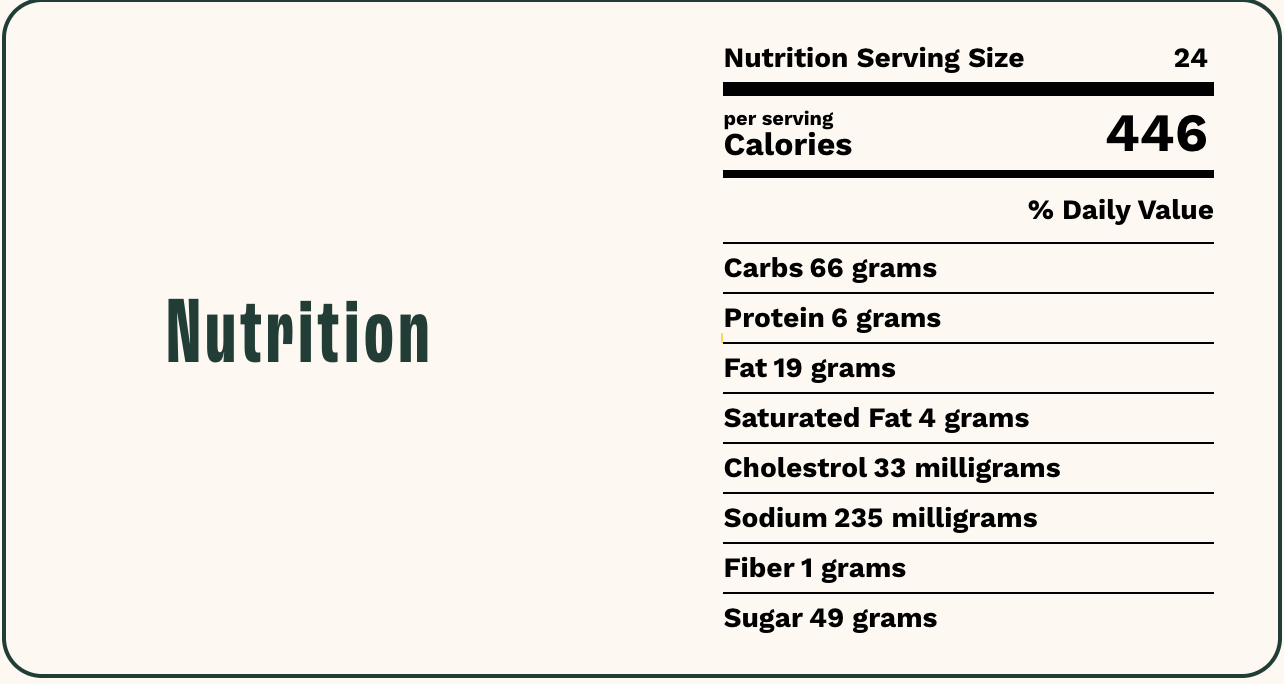 Nutrition
Nutrition Serving Size 24
per serving
Calories 446
% Daily Value
Carbs 66 grams
Protein 6 grams
Fat 19 grams
Saturated Fat 4 grams
Cholestrol 33 milligrams
Sodium 235 milligrams
Fiber 1 grams
Sugar 49 grams